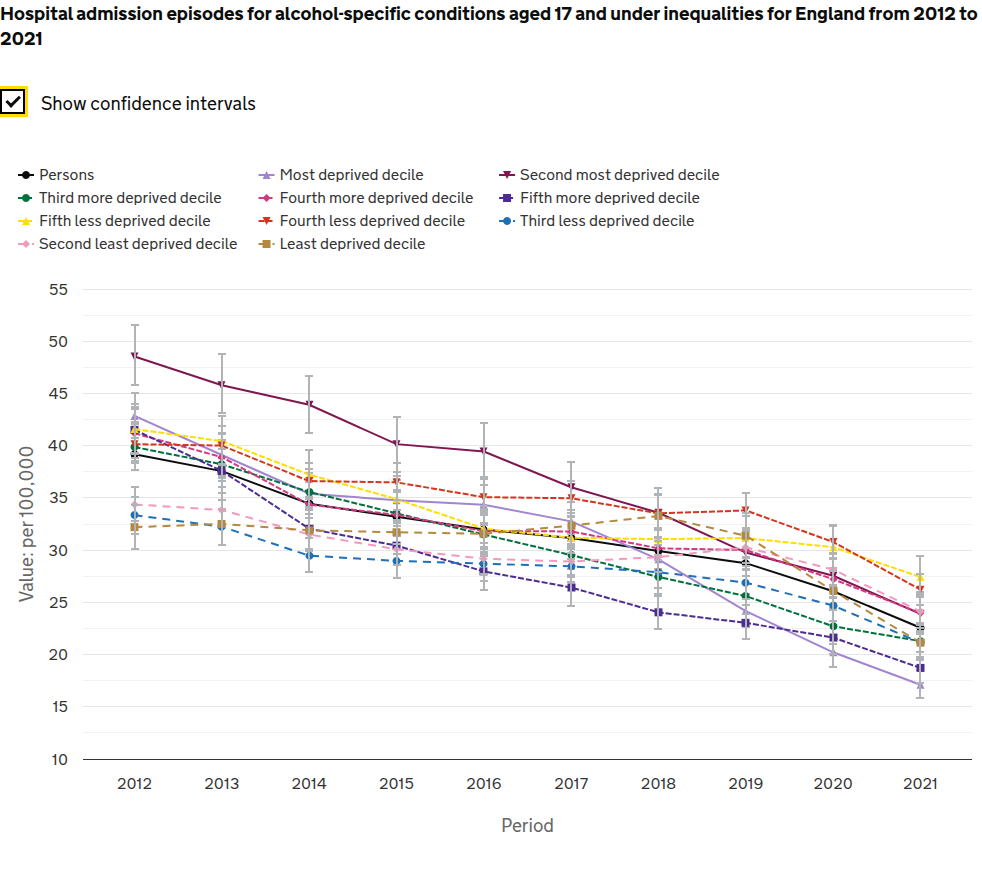 Hospital admission episodes for alcohol-specific conditions aged 17 and under inequalities for England from 2012 to
2021
Show confidence intervals
Persons
Most deprived decile
Second most deprived decile
Third more deprived decile
Fourth more deprived decile
Fifth more deprived decile
Fifth less deprived decile
Fourth less deprived decile
Third less deprived decile
Second least deprived decile
Least deprived decile
55
50
45
40
35
30
25
20
15
10
Value: per 100,000
2012 2013 2014 2015 2016 2017 2018 2019 2020 2021
Period